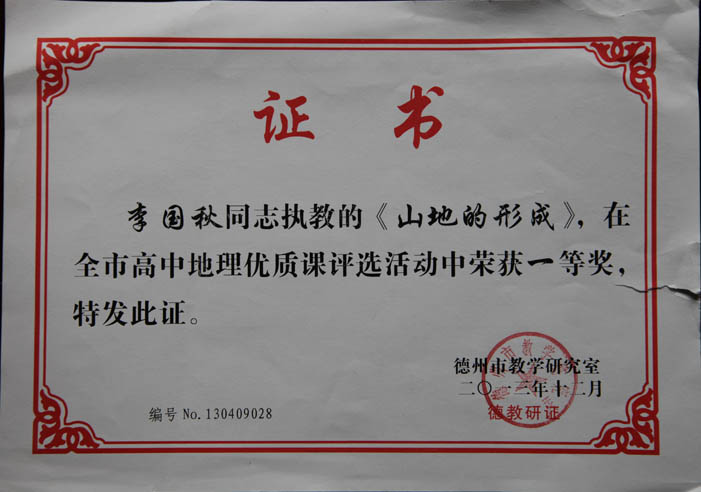 证书
李国秋同志执教的《山地的形成》，在
全市高中地理优质课评选活动中荣获一等奖，
特发此证。
德州市教学研究室
二〇一三年十二月
编号No.130409028
德教研证